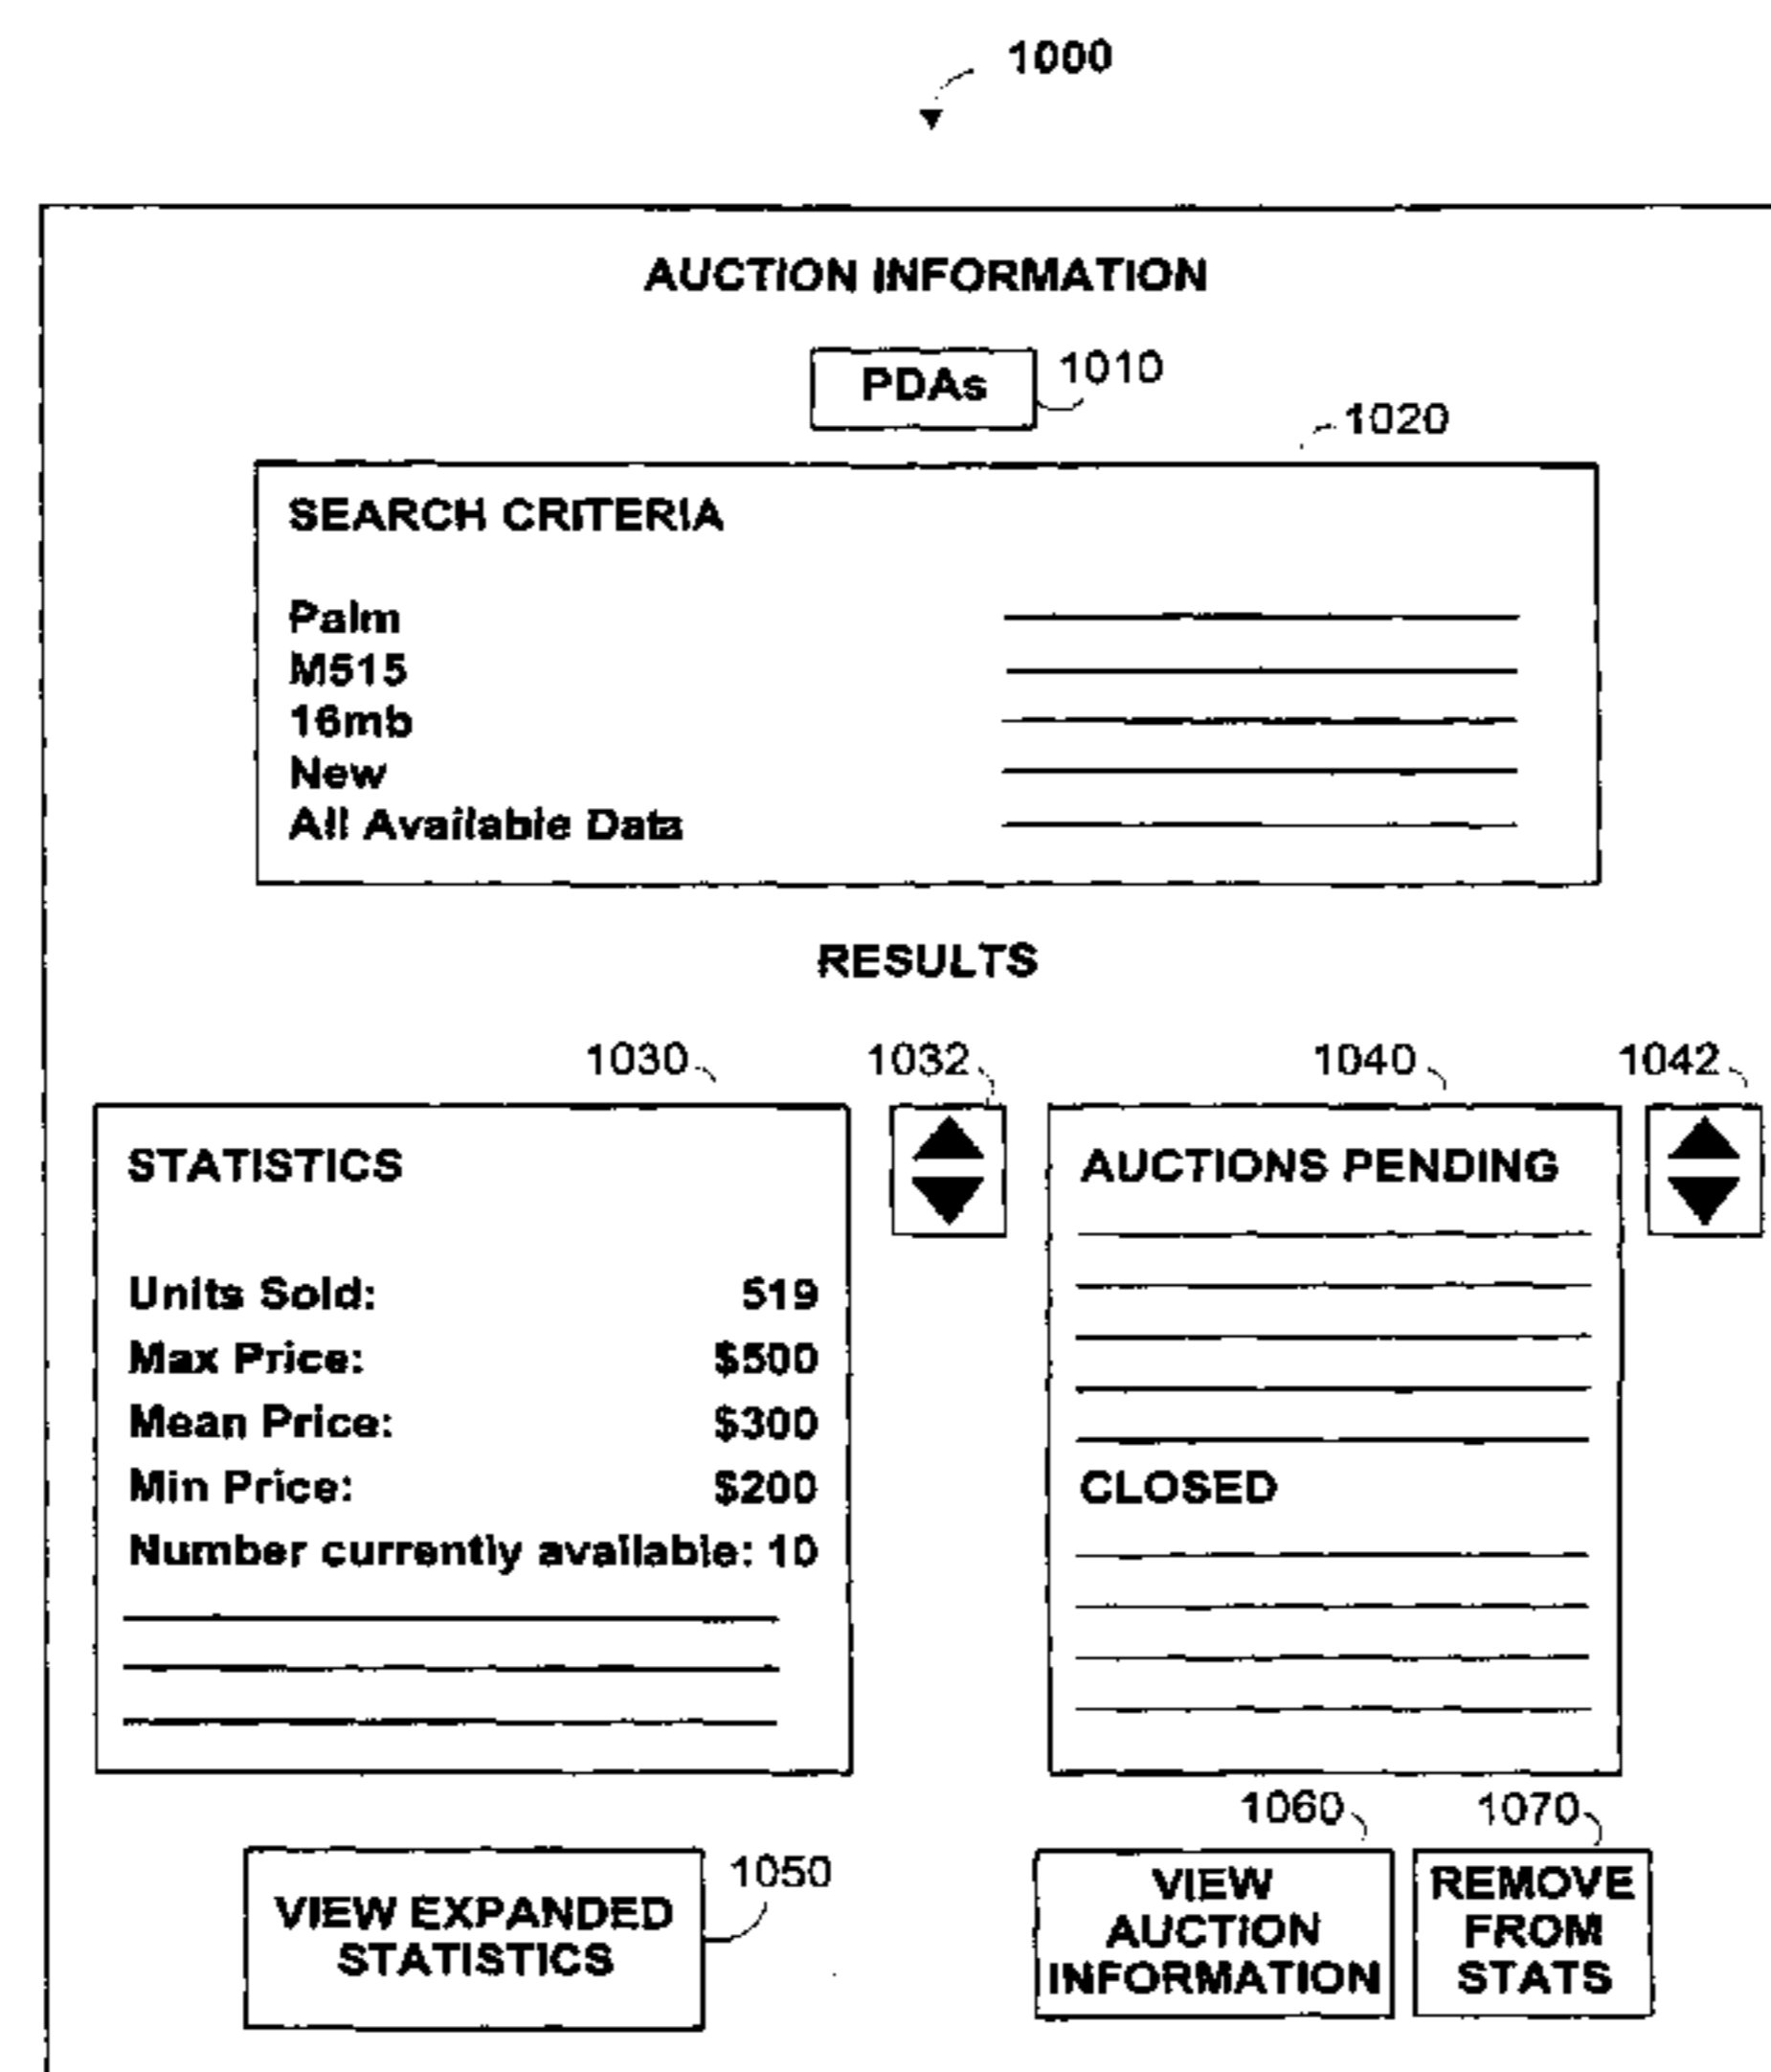 1000
AUCTION INFORMATION
PDAs
1010
1020
SEARCH CRITERIA
Palm
M515
16mb
New
All Available Data
RESULTS
1030
1032
1040
1042
STATISTICS
Units Sold: 519
Max Price: $500
Mean Price: $300
Min Price: $200
Number currently available: 10
AUCTIONS PENDING
CLOSED
1050
VIEW EXPANDED
STATISTICS
1060
1070
VIEW
AUCTION
INFORMATION
REMOVE
FROM
STATS